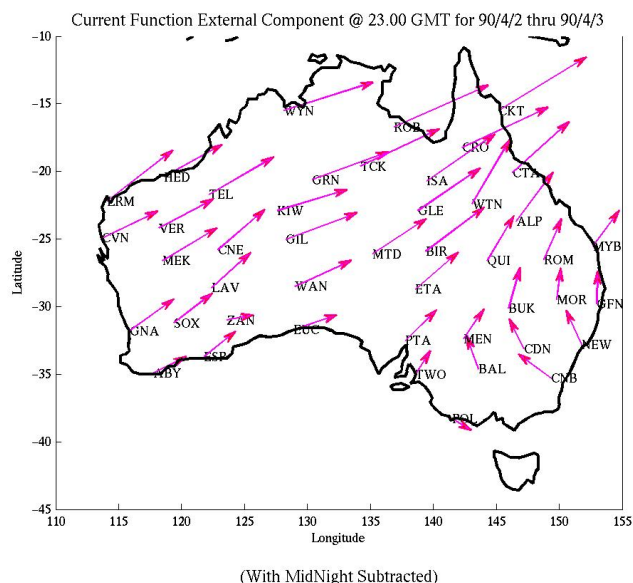 Current Function External Component @ 23.00 GMT for 90/4/2 thru 90/4/3
−10
WYN
−15
CKT
ROB
CRO
TCK
−20
HED
GRN
ISA
CTA
TEL
LRM
KIW
GLE
WTN
ALP
VER
CVN
GIL
−25
CNE
MTD
BIR
MYB
MEK
QUI
ROM
LAV
WAN
ETA
MOR
GFN
−30
BUK
GNA
SOX
ZAN
EUC
PTA
MEN
NEW
CDN
ESP
−35
ABY
TWO
BAL
CNB
POL
−40
−45
Latitude
110
115
120
125
130
135
140
145
150
155
Longitude
(With MidNight Subtracted)